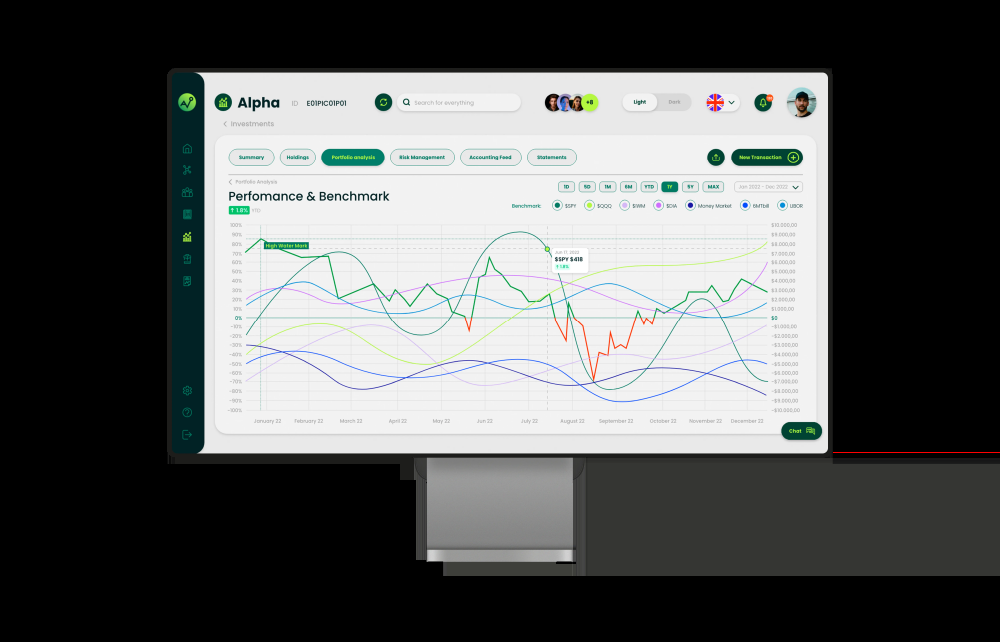 Alpha
ID E01PIC01P01
Search for everything
+8
Light
Dark
Investments
Summary
Holdings
Portfolio analysis
Risk Management
Accounting Feed
Statements
New Transaction
Portfolio Analysis
Perfomance & Benchmark
1D
5D
1M
6M
YTD
1Y
5Y
MAX
Jan 2022 - Dec. 2022
1.8%
Benchmark:
$SPY
$QQQ
$IWM
$DIA
Money Market
6MTbill
LIBOR
High Water Mark
Jun 17, 2022
$SPY $418
1.8%
100%
90%
80%
70%
60%
50%
40%
30%
20%
10%
0%
-10%
-20%
-30%
-40%
-50%
-60%
-70%
-80%
-90%
-100%
$10.000,00
$9.000,00
$8.000,00
$7.000,00
$6.000,00
$5.000,00
$4.000,00
$3.000,00
$2.000,00
$1.000,00
$0
-$1.000,00
-$2.000,00
-$3.000,00
-$4.000,00
-$5.000,00
-$6.000,00
-$7.000,00
-$8.000,00
-$9.000,00
-$10.000,00
January 22
February 22
March 22
April 22
May 22
Jun 22
July 22
August 22
September 22
October 22
November 22
December 22
Chat